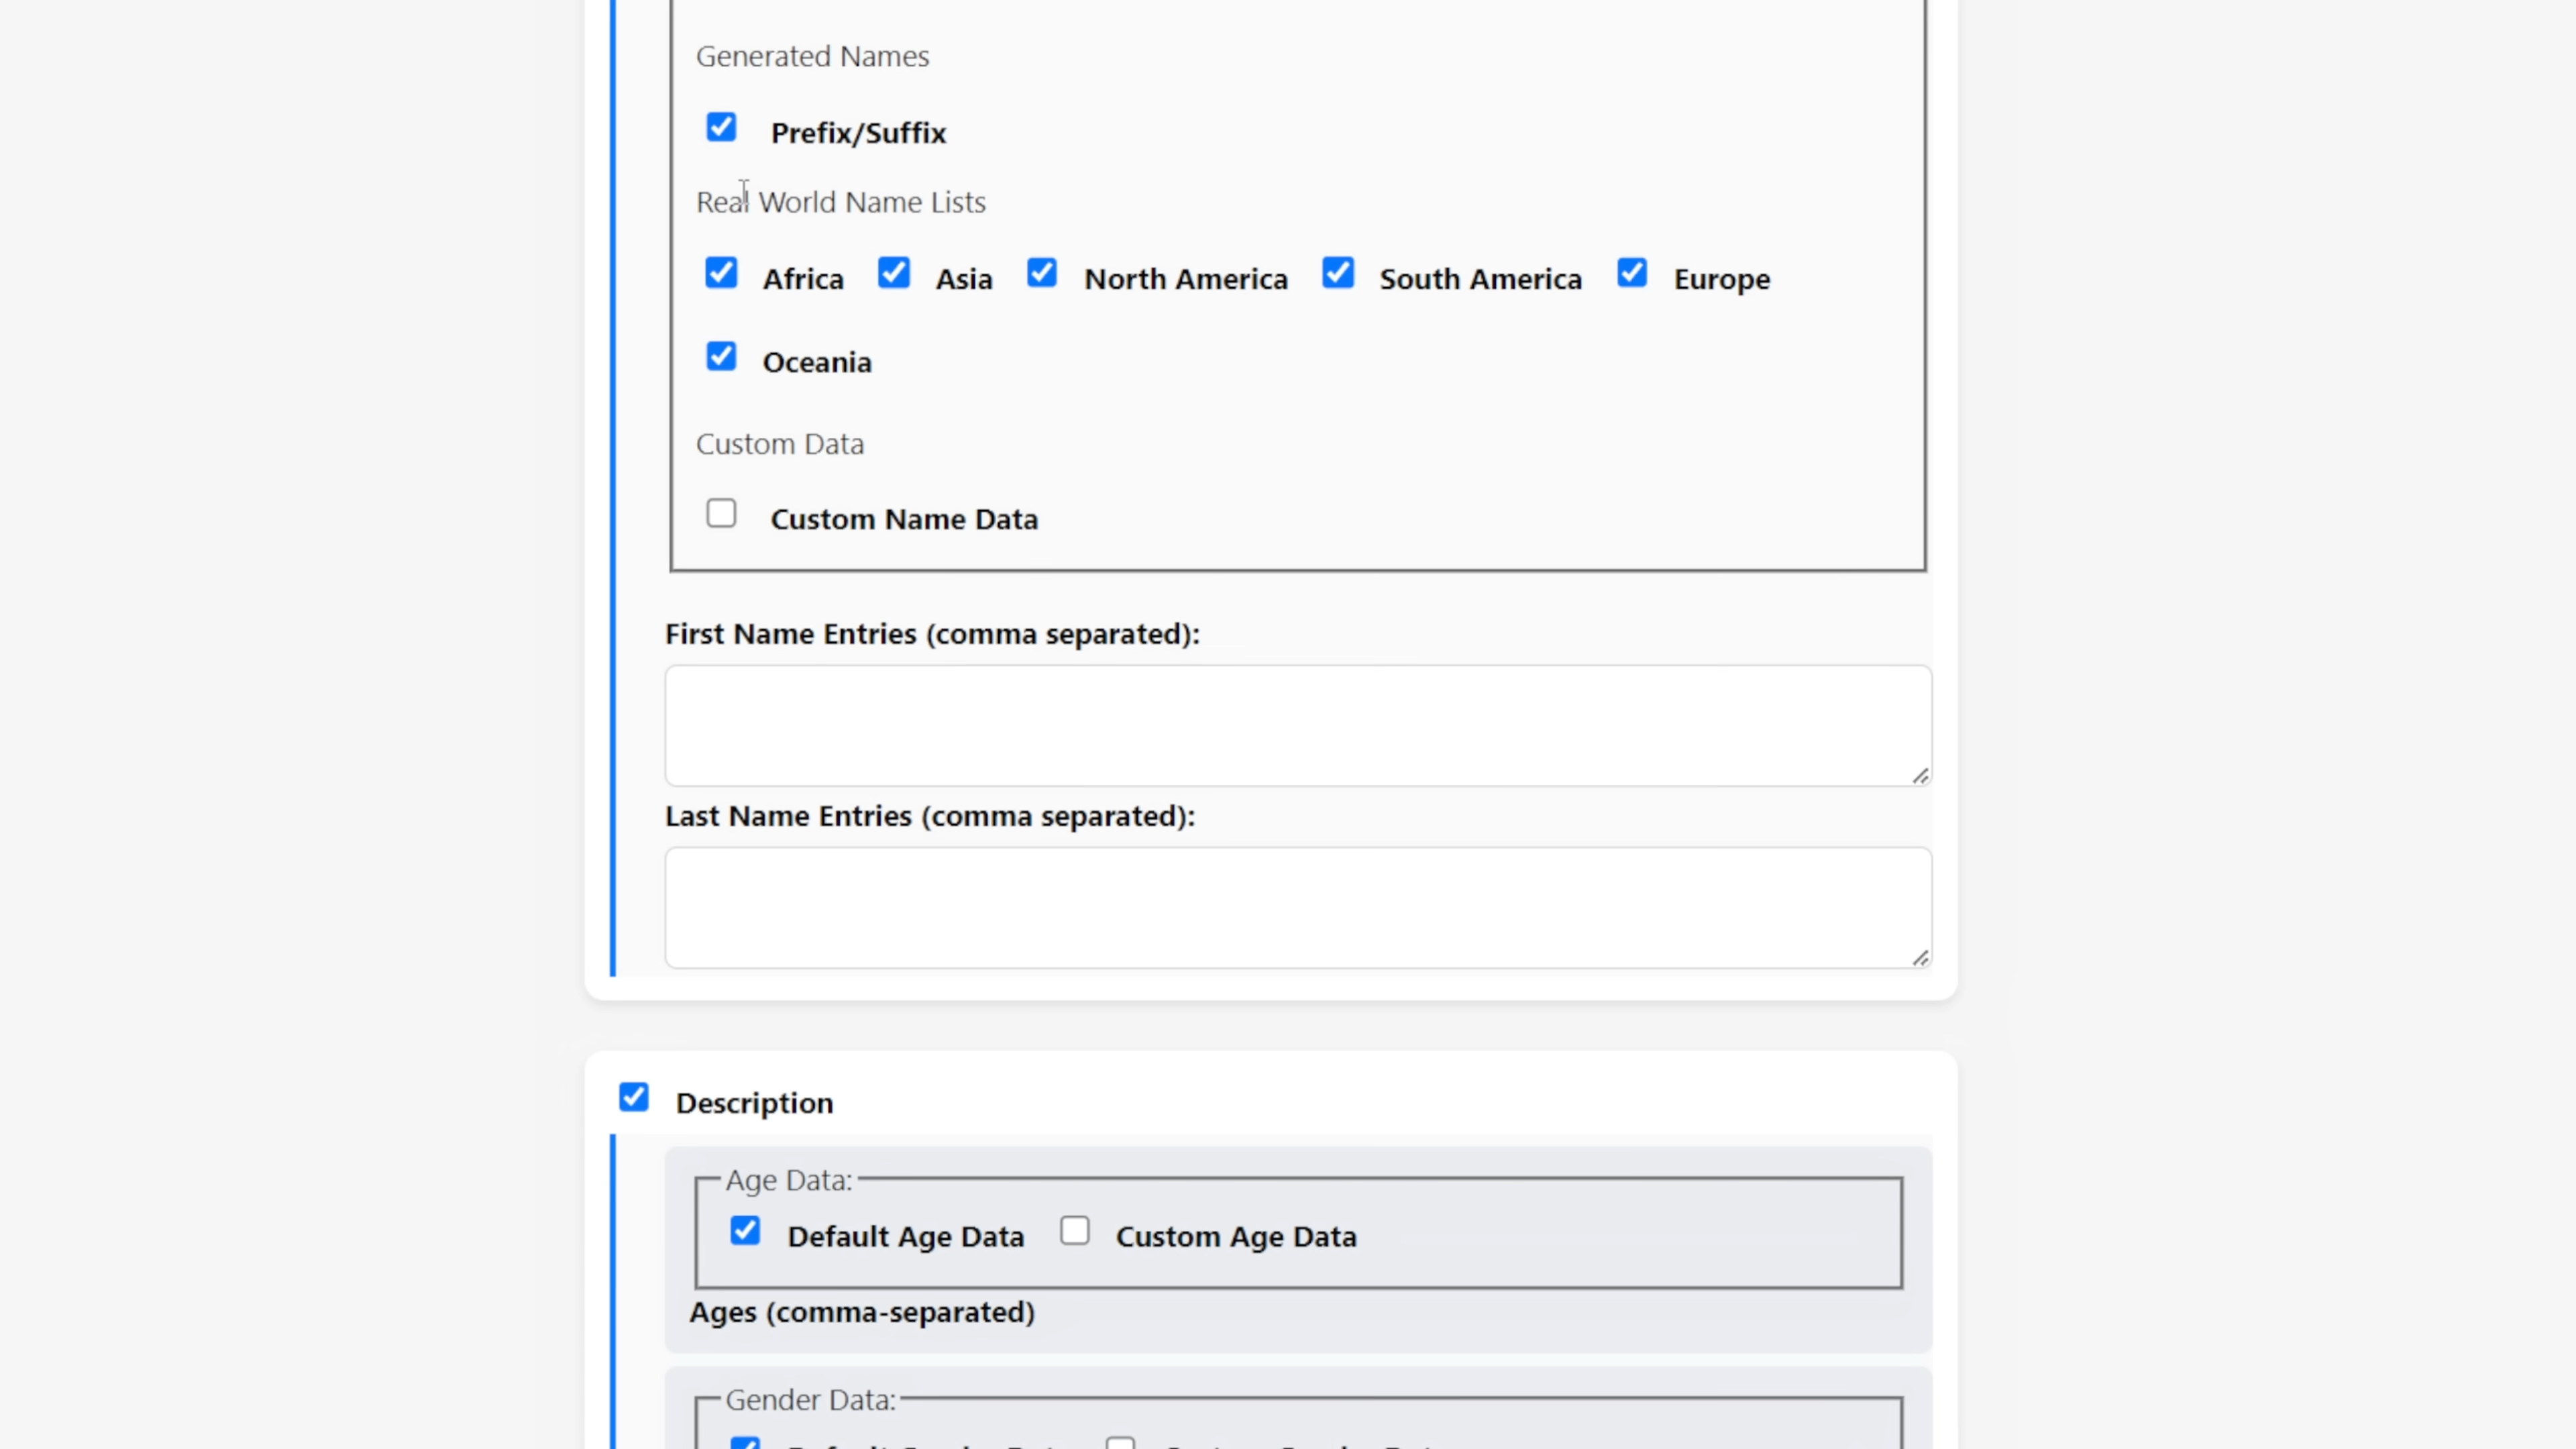 Generated Names
Prefix/Suffix
Real World Name Lists
Africa Asia North America South America Europe
Oceania
Custom Data
Custom Name Data
First Name Entries (comma separated):
Last Name Entries (comma separated):
Description
Age Data:
Default Age Data Custom Age Data
Ages (comma-separated)
Gender Data: